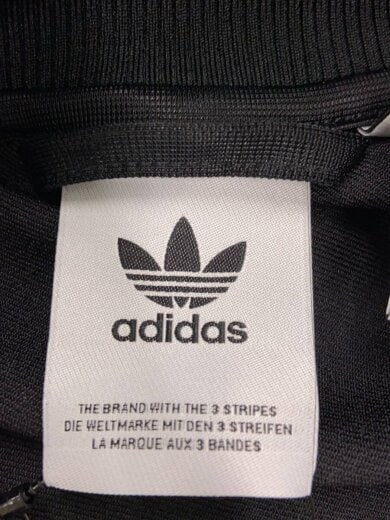 adidas
THE BRAND WITH THE 3 STRIPES
DIE WELTMARKE MIT DEN 3 STREIFEN
LA MARQUE AUX 3 BANDES